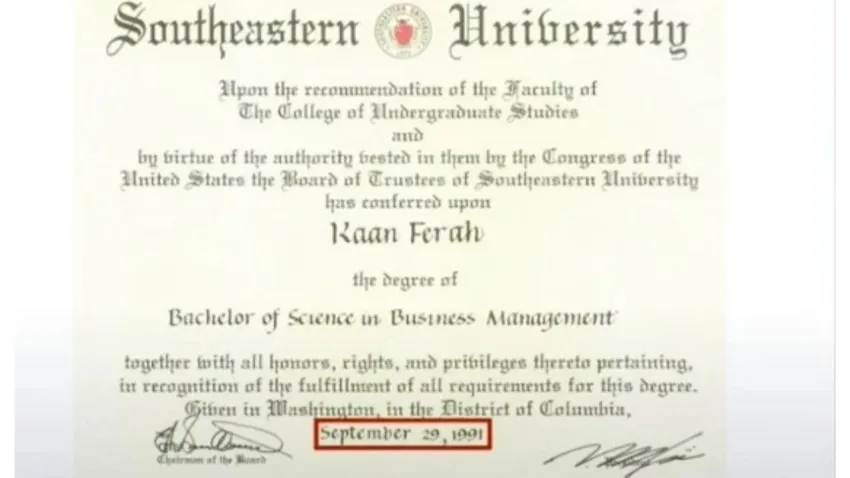 Southeastern University
Upon the recommendation of the Faculty of
The College of Undergraduate Studies
and
by virtue of the authority vested in them by the Congress of the
United States the Board of Trustees of Southeastern University
has conferred upon
Kaan Ferah
the degree of
Bachelor of Science in Business Management
together with all honors, rights, and privileges thereto pertaining,
in recognition of the fulfillment of all requirements for this degree.
Given in Washington, in the District of Columbia,
September 29, 1991
Chairman of the Board